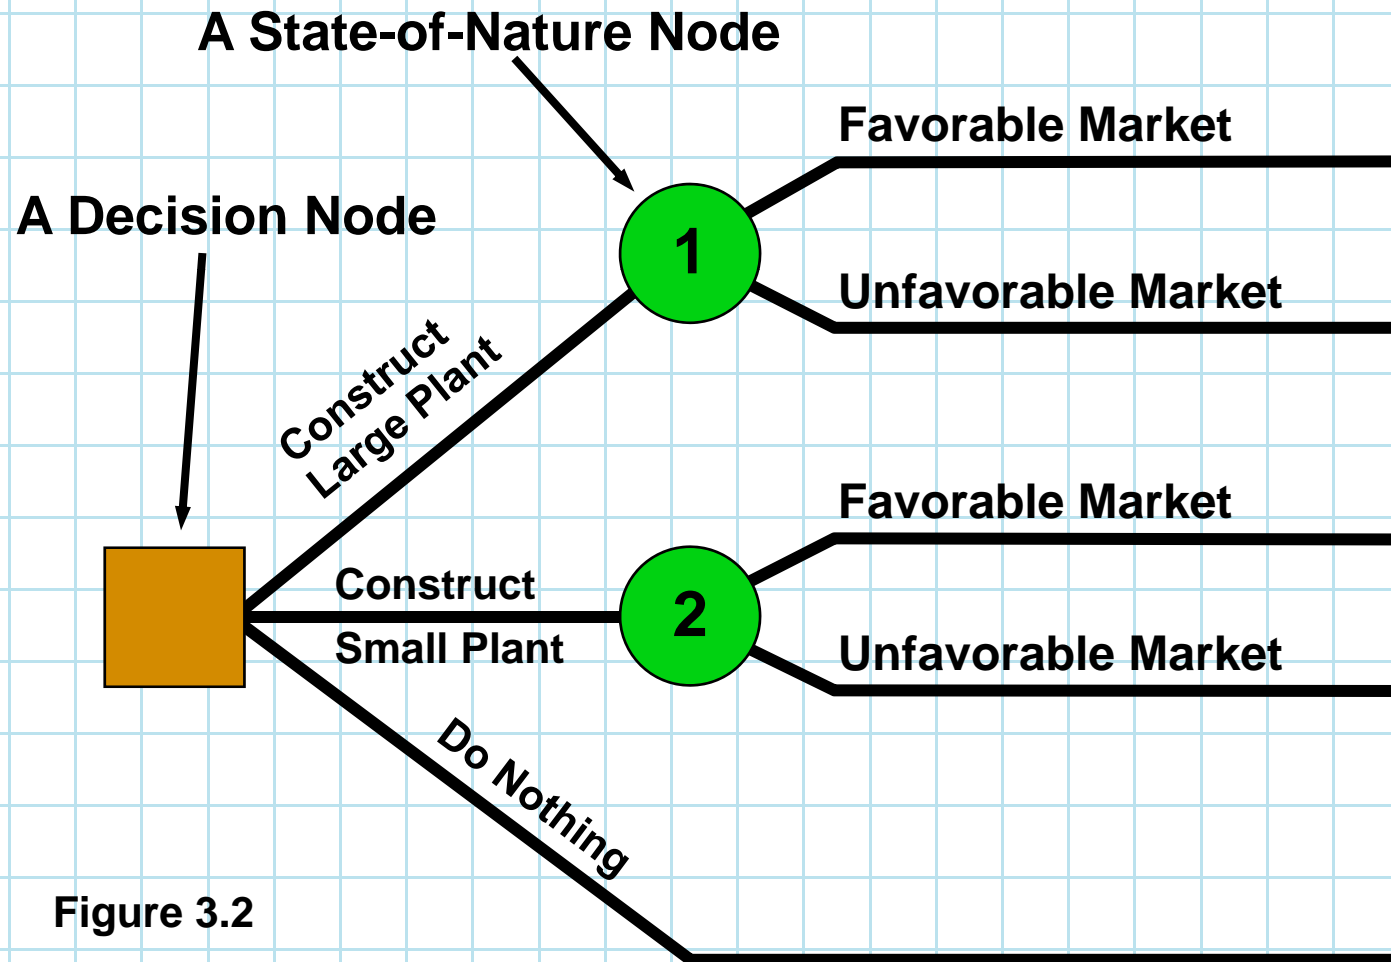 A State-of-Nature Node
Favorable Market
A Decision Node
1
Unfavorable Market
Construct
Large Plant
Favorable Market
Construct
2
Small Plant
Unfavorable Market
Do Nothing
Figure 3.2